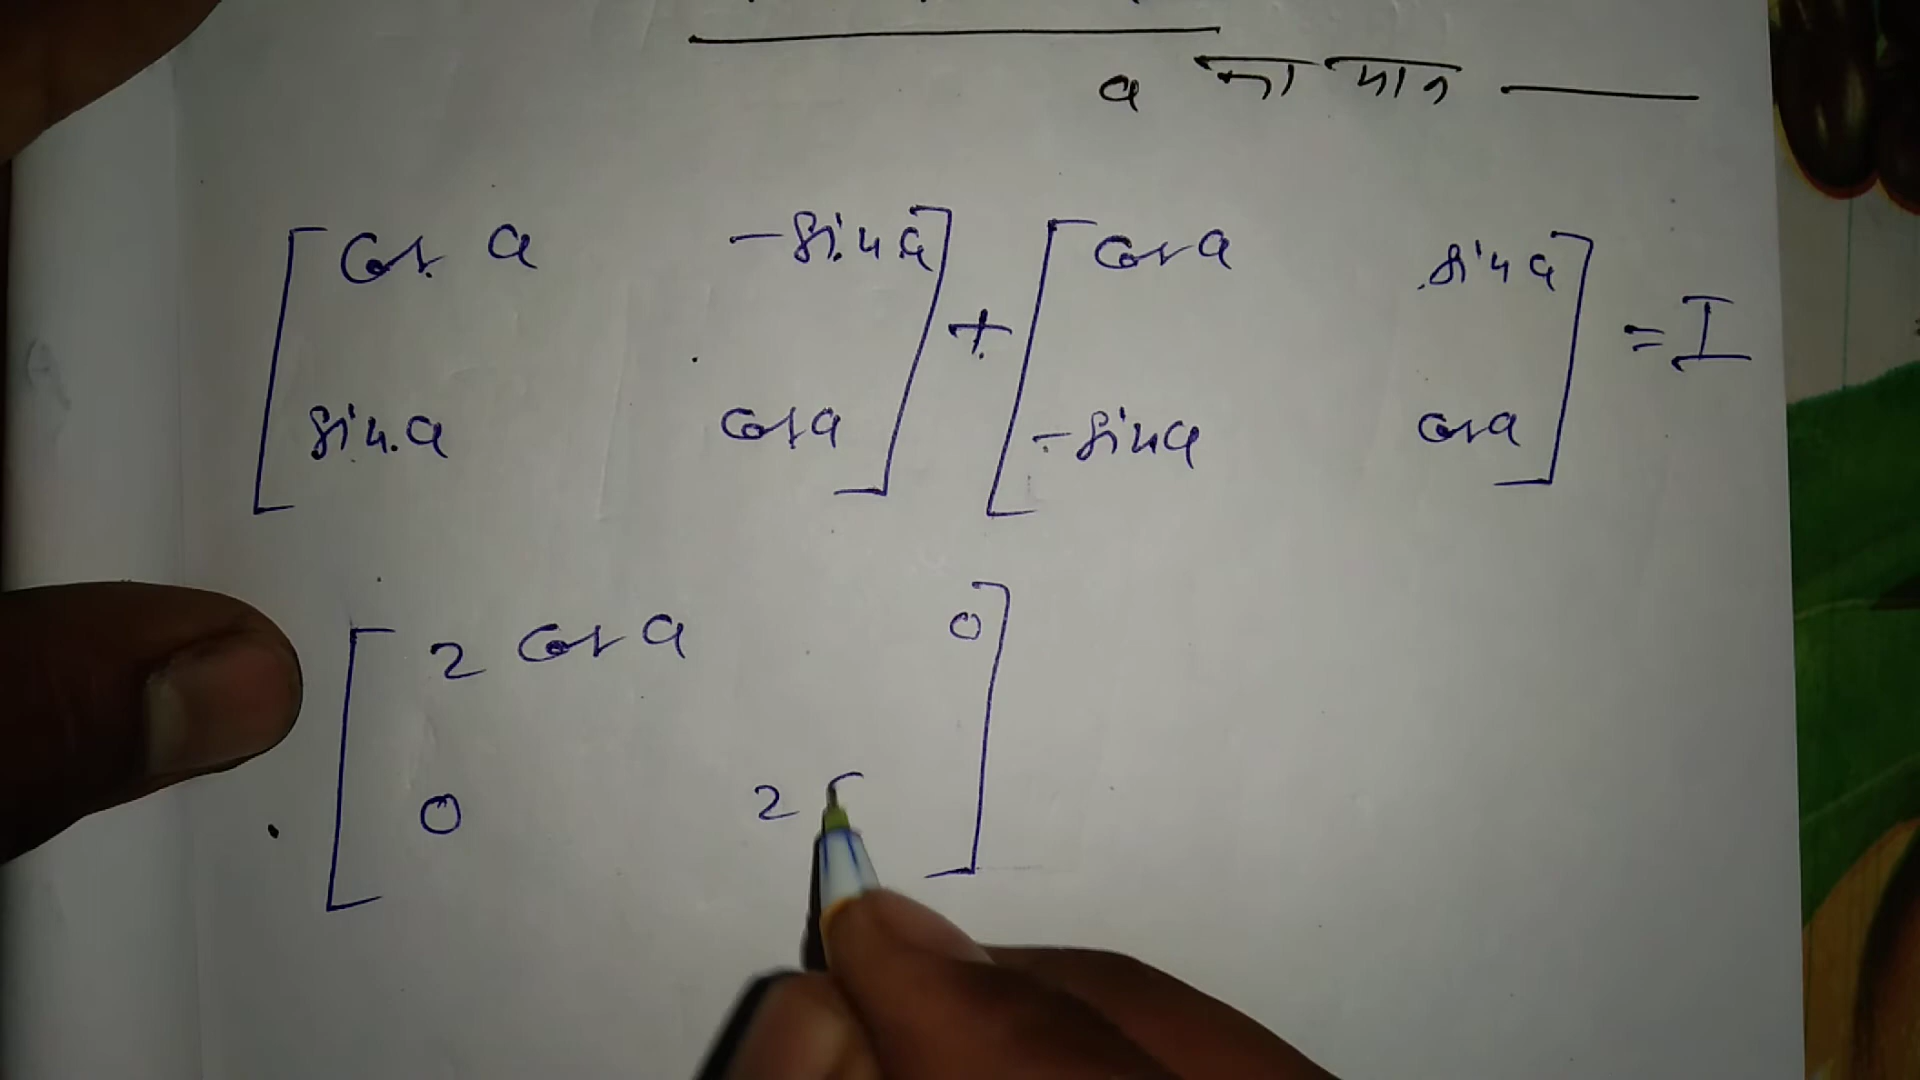 a का मान
[ cos a -sin a ] + [ cos a sin a ] = I
sin a cos a -sin a cos a
[ 2 cos a 0 ]
0 2